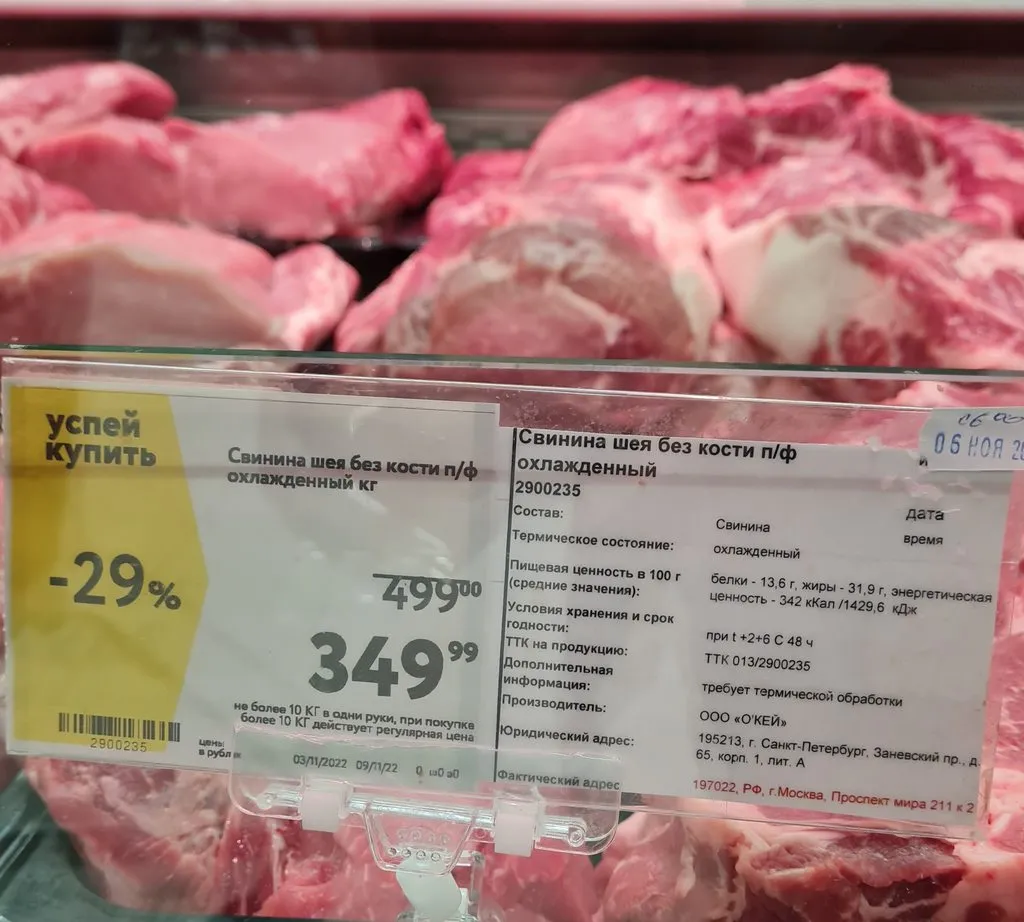 успей
купить
-29%
Свинина шея без кости п/ф
охлажденный кг
499⁰⁰
349⁹⁹
не более 10 КГ в одни руки, при покупке
более 10 КГ действует регулярная цена
2900235
цены
в рубл
03/11/2022 09/11/22
06 НОЯ 20
Свинина шея без кости п/ф
охлажденный
2900235
Дата
время
Состав: Свинина
Термическое состояние: охлажденный
Пищевая ценность в 100 г
(средние значения):
белки - 13,6 г, жиры - 31,9 г, энергетическая
ценность - 342 кКал /1429,6 кДж
Условия хранения и срок
годности:
при t +2+6 С 48 ч
ТТК на продукцию: ТТК 013/2900235
Дополнительная
информация:
требует термической обработки
Производитель: ООО «О'КЕЙ»
Юридический адрес: 195213, г. Санкт-Петербург, Заневский пр., д.
65, корп. 1, лит. А
Фактический адрес 197022, РФ, г.Москва, Проспект мира 211 к 2